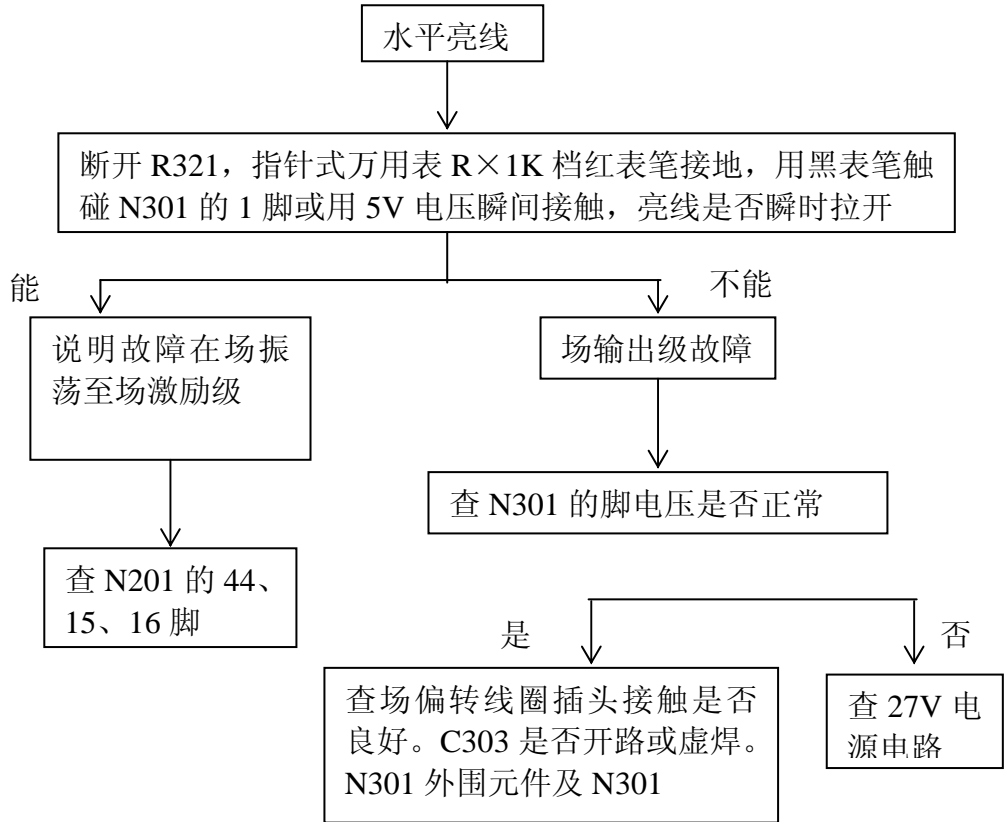 水平亮线
断开 R321，指针式万用表 R×1K 档红表笔接地，用黑表笔触
碰 N301 的 1 脚或用 5V 电压瞬间接触，亮线是否瞬时拉开
能
不能
说明故障在场振
荡至场激励级
场输出级故障
查 N301 的脚电压是否正常
查 N201 的 44、
15、16 脚
是
否
查场偏转线圈插头接触是否
良好。C303 是否开路或虚焊。
N301 外围元件及 N301
查 27V 电
源电路